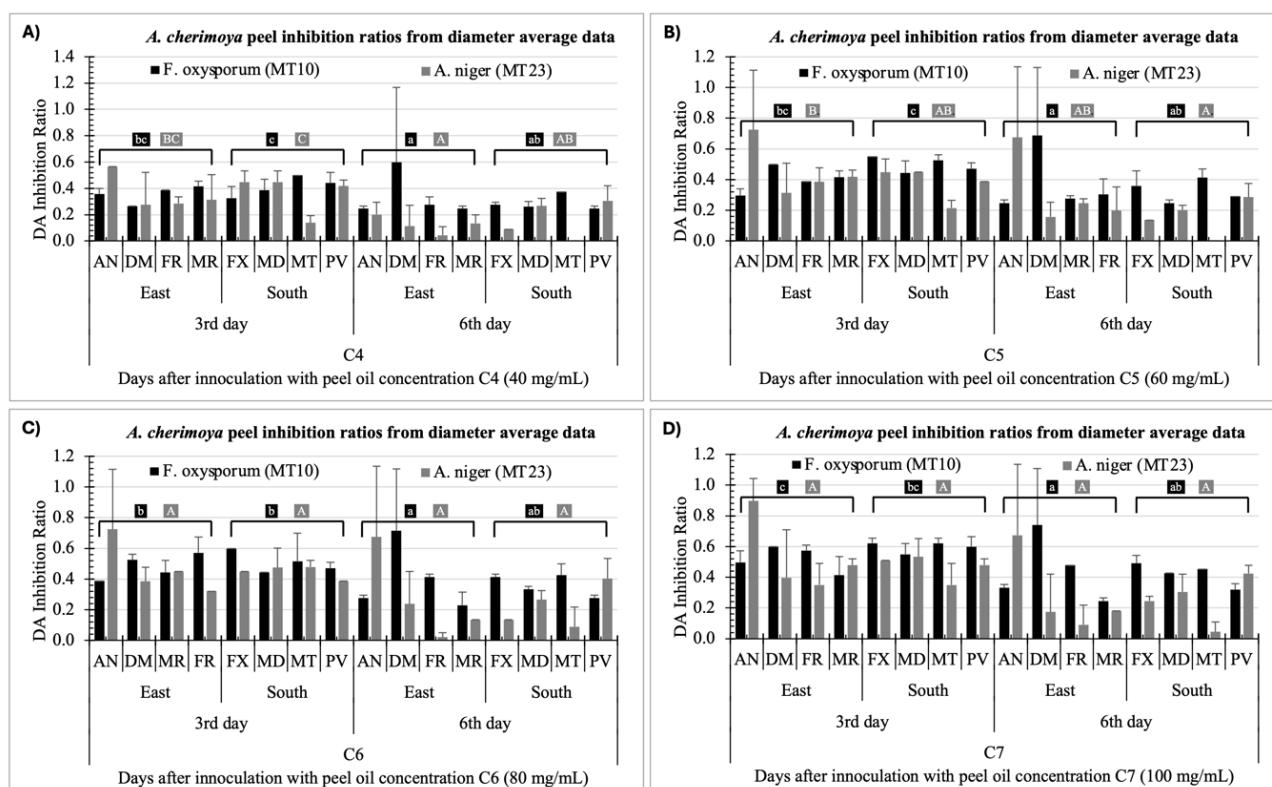 A)
A. cherimoya peel inhibition ratios from diameter average data
1.4
F. oxysporum (MT10) A. niger (MT23)
1.2
1.0
0.8
0.6
0.4
0.2
0.0
DA Inhibition Ratio
bc BC c C a A ab AB
AN DM FR MR FX MD MT PV AN DM FR MR FX MD MT PV
East South East South
3rd day 6th day
C4
Days after innoculation with peel oil concentration C4 (40 mg/mL)
B)
A. cherimoya peel inhibition ratios from diameter average data
1.2
F. oxysporum (MT10) A. niger (MT23)
1.0
0.8
0.6
0.4
0.2
0.0
DA Inhibition Ratio
bc B c AB a AB ab A
AN DM FR MR FX MD MT PV AN DM MR FR FX MD MT PV
East South East South
3rd day 6th day
C5
Days after innoculation with peel oil concentration C5 (60 mg/mL)
C)
A. cherimoya peel inhibition ratios from diameter average data
1.2
F. oxysporum (MT10) A. niger (MT23)
1.0
0.8
0.6
0.4
0.2
0.0
DA Inhibition Ratio
b A b A a A ab A
AN DM MR FR FX MD MT PV AN DM FR MR FX MD MT PV
East South East South
3rd day 6th day
C6
Days after innoculation with peel oil concentration C6 (80 mg/mL)
D)
A. cherimoya peel inhibition ratios from diameter average data
1.2
F. oxysporum (MT10) A. niger (MT23)
1.0
0.8
0.6
0.4
0.2
0.0
DA Inhibition Ratio
c A bc A a A ab A
AN DM FR MR FX MD MT PV AN DM FR MR FX MD MT PV
East South East South
3rd day 6th day
C7
Days after innoculation with peel oil concentration C7 (100 mg/mL)